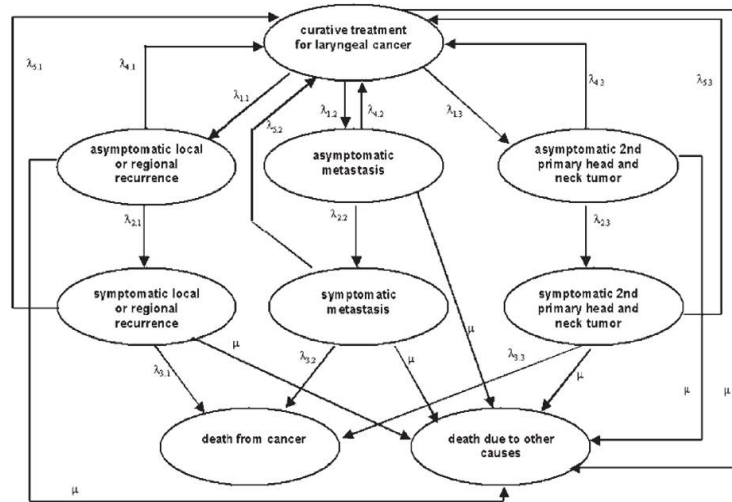 curative treatment
for laryngeal cancer
λ5.1
λ4.1
λ1.1
λ5.2
λ1.2
λ4.2
λ1.3
λ4.3
λ5.3
asymptomatic local
or regional
recurrence
asymptomatic
metastasis
asymptomatic 2nd
primary head and
neck tumor
λ2.1
λ2.2
λ2.3
symptomatic local
or regional
recurrence
symptomatic
metastasis
symptomatic 2nd
primary head and
neck tumor
μ
λ3.1
μ
λ3.2
μ
λ3.3
μ
μ
μ
death from cancer
death due to other
causes
μ